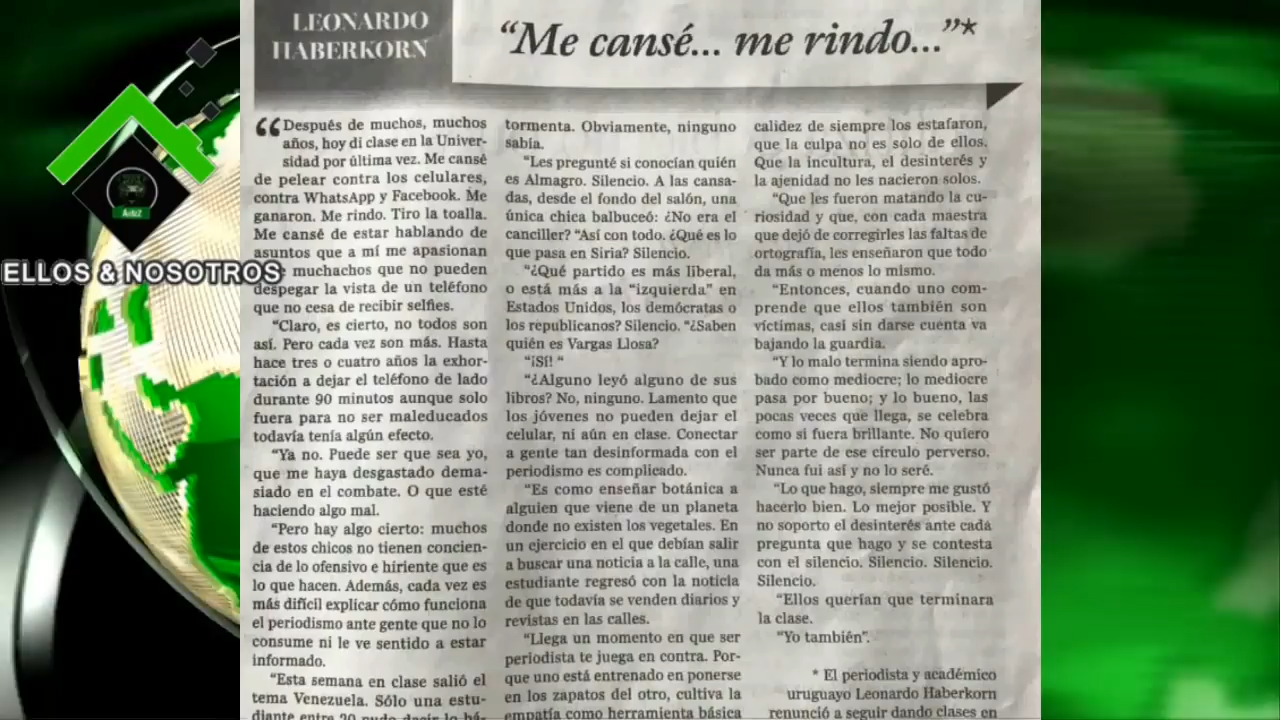 LEONARDO
HABERKORN
“Me cansé... me rindo...”*
“Después de muchos, muchos
años, hoy di clase en la Univer-
sidad por última vez. Me cansé
de pelear contra los celulares,
contra WhatsApp y Facebook. Me
ganaron. Me rindo. Tiro la toalla.
Me cansé de estar hablando de
asuntos que a mí me apasionan
muchachos que no pueden
despegar la vista de un teléfono
que no cesa de recibir selfies.
“Claro, es cierto, no todos son
así. Pero cada vez son más. Hasta
hace tres o cuatro años la exhor-
tación a dejar el teléfono de lado
durante 90 minutos aunque solo
fuera para no ser maleducados
todavía tenía algún efecto.
“Ya no. Puede ser que sea yo,
que me haya desgastado dema-
siado en el combate. O que esté
haciendo algo mal.
“Pero hay algo cierto: muchos
de estos chicos no tienen concien-
cia de lo ofensivo e hiriente que es
lo que hacen. Además, cada vez es
más difícil explicar cómo funciona
el periodismo ante gente que no lo
consume ni le ve sentido a estar
informado.
“Esta semana en clase salió el
tema Venezuela. Sólo una estu-
diante entre 20 pudo decir lo bá-
tormenta. Obviamente, ninguno
sabía.
“Les pregunté si conocían quién
es Almagro. Silencio. A las cansa-
das, desde el fondo del salón, una
única chica balbuceó: ¿No era el
canciller? “Así con todo. ¿Qué es lo
que pasa en Siria? Silencio.
“¿Qué partido es más liberal,
o está más a la “izquierda” en
Estados Unidos, los demócratas o
los republicanos? Silencio. “¿Saben
quién es Vargas Llosa?
“¡Sí! “
“¿Alguno leyó alguno de sus
libros? No, ninguno. Lamento que
los jóvenes no pueden dejar el
celular, ni aún en clase. Conectar
a gente tan desinformada con el
periodismo es complicado.
“Es como enseñar botánica a
alguien que viene de un planeta
donde no existen los vegetales. En
un ejercicio en el que debían salir
a buscar una noticia a la calle, una
estudiante regresó con la noticia
de que todavía se venden diarios y
revistas en las calles.
“Llega un momento en que ser
periodista te juega en contra. Por-
que uno está entrenado en ponerse
en los zapatos del otro, cultiva la
empatía como herramienta básica
calidez de siempre los estafaron,
que la culpa no es solo de ellos.
Que la incultura, el desinterés y
la ajenidad no les nacieron solos.
“Que les fueron matando la cu-
riosidad y que, con cada maestra
que dejó de corregirles las faltas de
ortografía, les enseñaron que todo
da más o menos lo mismo.
“Entonces, cuando uno com-
prende que ellos también son
víctimas, casi sin darse cuenta va
bajando la guardia.
“Y lo malo termina siendo apro-
bado como mediocre; lo mediocre
pasa por bueno; y lo bueno, las
pocas veces que llega, se celebra
como si fuera brillante. No quiero
ser parte de ese círculo perverso.
Nunca fui así y no lo seré.
“Lo que hago, siempre me gustó
hacerlo bien. Lo mejor posible. Y
no soporto el desinterés ante cada
pregunta que hago y se contesta
con el silencio. Silencio. Silencio.
Silencio.
“Ellos querían que terminara
la clase.
“Yo también”.
* El periodista y académico
uruguayo Leonardo Haberkorn
renunció a seguir dando clases en
ELLOS & NOSOTROS